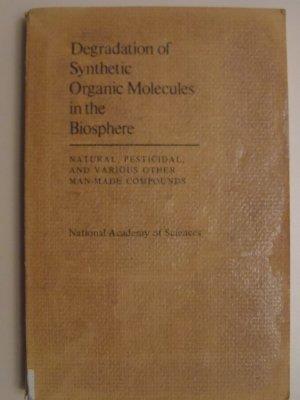 Degradation of
Synthetic
Organic Molecules
in the
Biosphere
NATURAL, PESTICIDAL,
AND VARIOUS OTHER
MAN-MADE COMPOUNDS
National Academy of Sciences